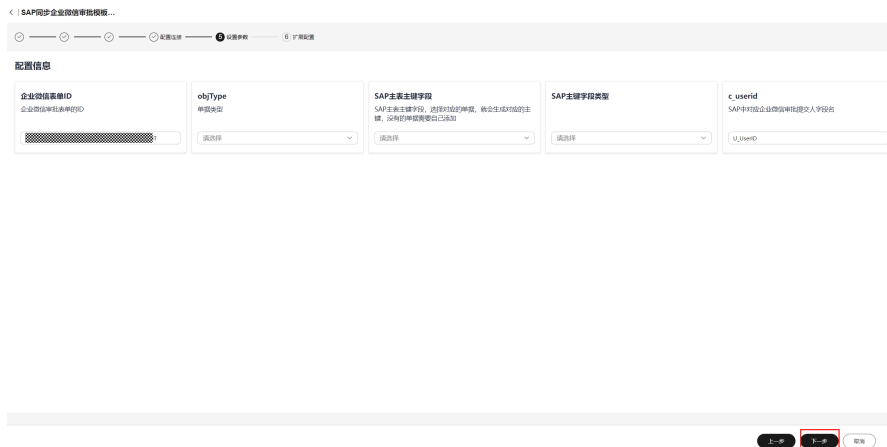 SAP同步企业微信审批模板...
配置连接
5 设置参数
6 扩展配置
配置信息
企业微信表单ID
企业微信审批表单的ID
objType
单据类型
请选择
SAP主表主键字段
SAP主表主键字段，选择对应的单据，就会生成对应的主
键，没有的单据需要自己添加
请选择
SAP主键字段类型
请选择
c_userid
SAP中对应企业微信审批提交人字段名
U_UserID
上一步
下一步
取消